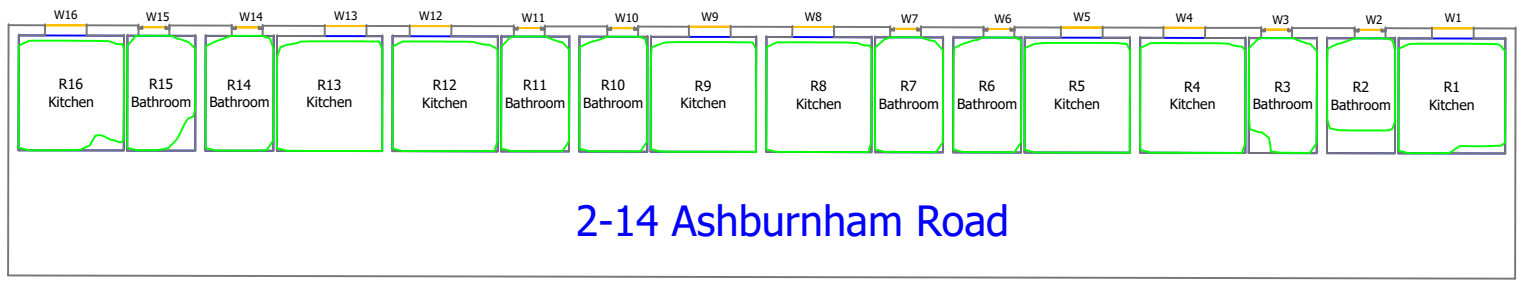 W16 W15 W14 W13 W12 W11 W10 W9 W8 W7 W6 W5 W4 W3 W2 W1
R16 Kitchen
R15 Bathroom
R14 Bathroom
R13 Kitchen
R12 Kitchen
R11 Bathroom
R10 Bathroom
R9 Kitchen
R8 Kitchen
R7 Bathroom
R6 Bathroom
R5 Kitchen
R4 Kitchen
R3 Bathroom
R2 Bathroom
R1 Kitchen
2-14 Ashburnham Road